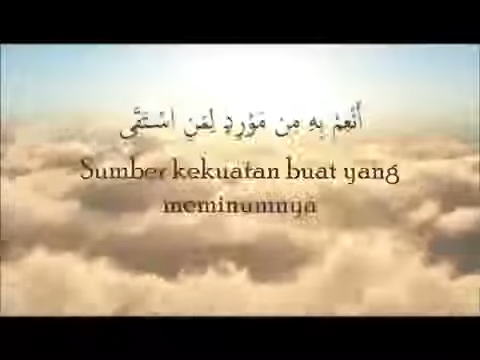 أَنْعِمْ بِهِ مِن مَوْرِدٍ لِمَنِ اسْتَقَى
Sumber kekuatan buat yang
meminumnya